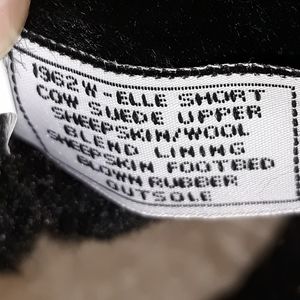 1962W - ELLE SHORT
COW SUEDE UPPER
SHEEPSKIN/WOOL
BLEND LINING
SHEEPSKIN FOOTBED
BLOWN RUBBER
OUTSOLE